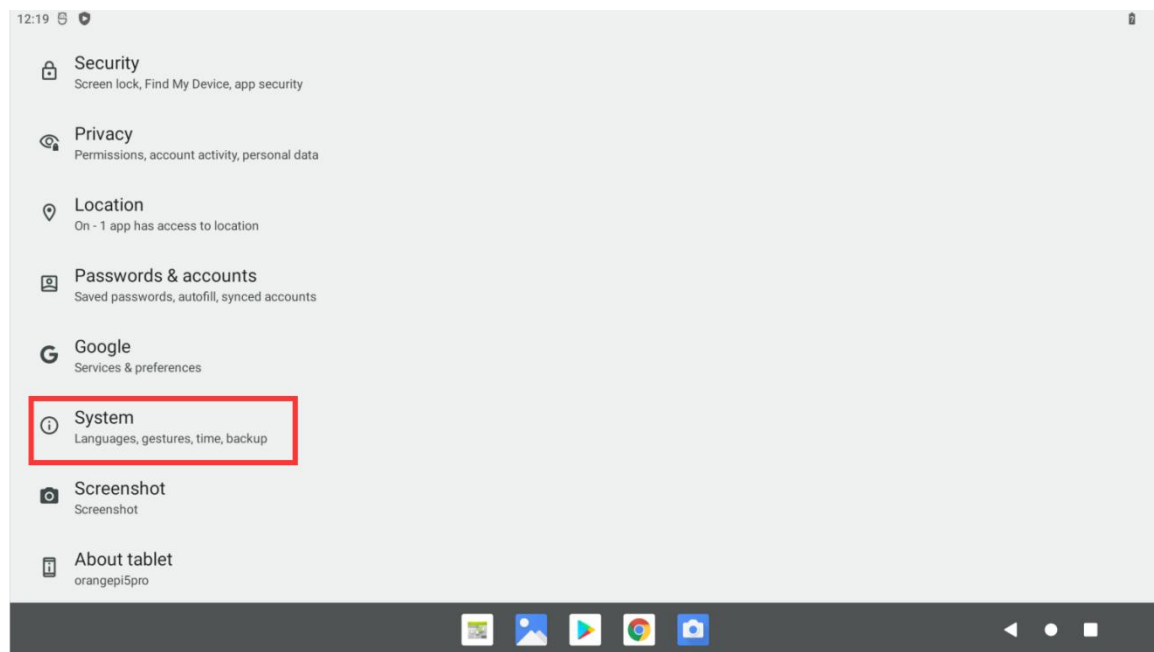 12:19
Security
Screen lock, Find My Device, app security
Privacy
Permissions, account activity, personal data
Location
On - 1 app has access to location
Passwords & accounts
Saved passwords, autofill, synced accounts
Google
Services & preferences
System
Languages, gestures, time, backup
Screenshot
Screenshot
About tablet
orangepi5pro